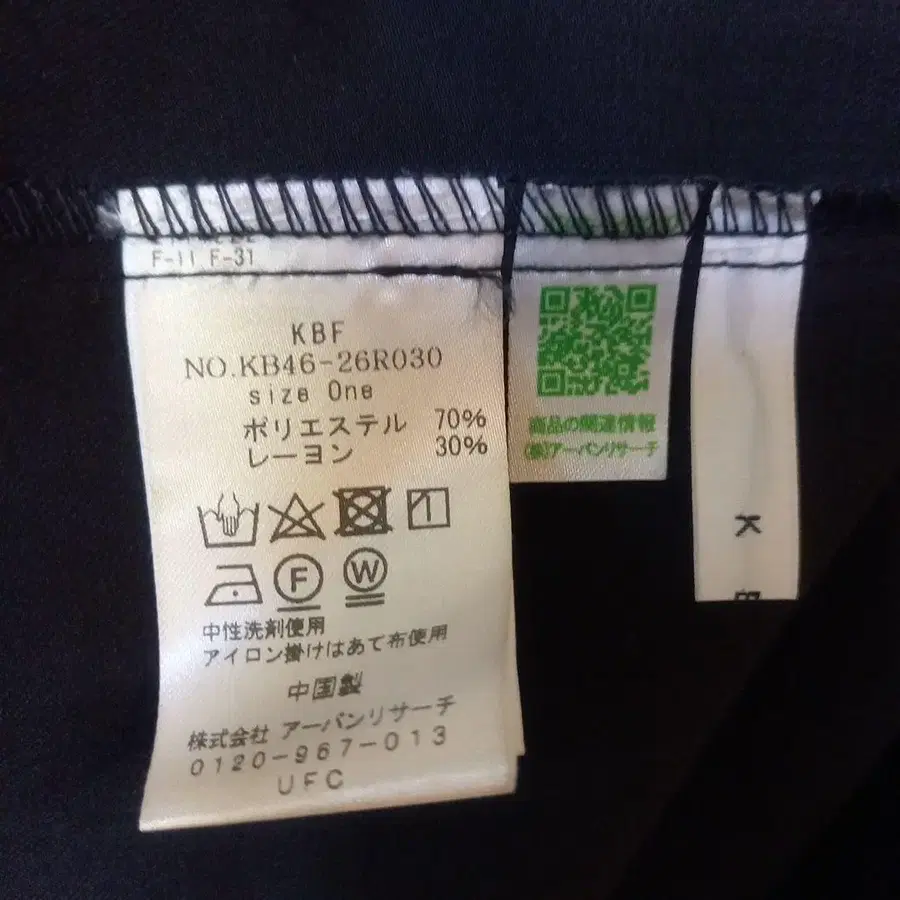 F-11 F-31
KBF
NO.KB46-26R030
size One
ポリエステル 70%
レーヨン 30%
F W
中性洗剤使用
アイロン掛けはあて布使用
中国製
株式会社 アーバンリサーチ
0120-967-013
UFC
商品の関連情報
(株)アーバンリサーチ
K